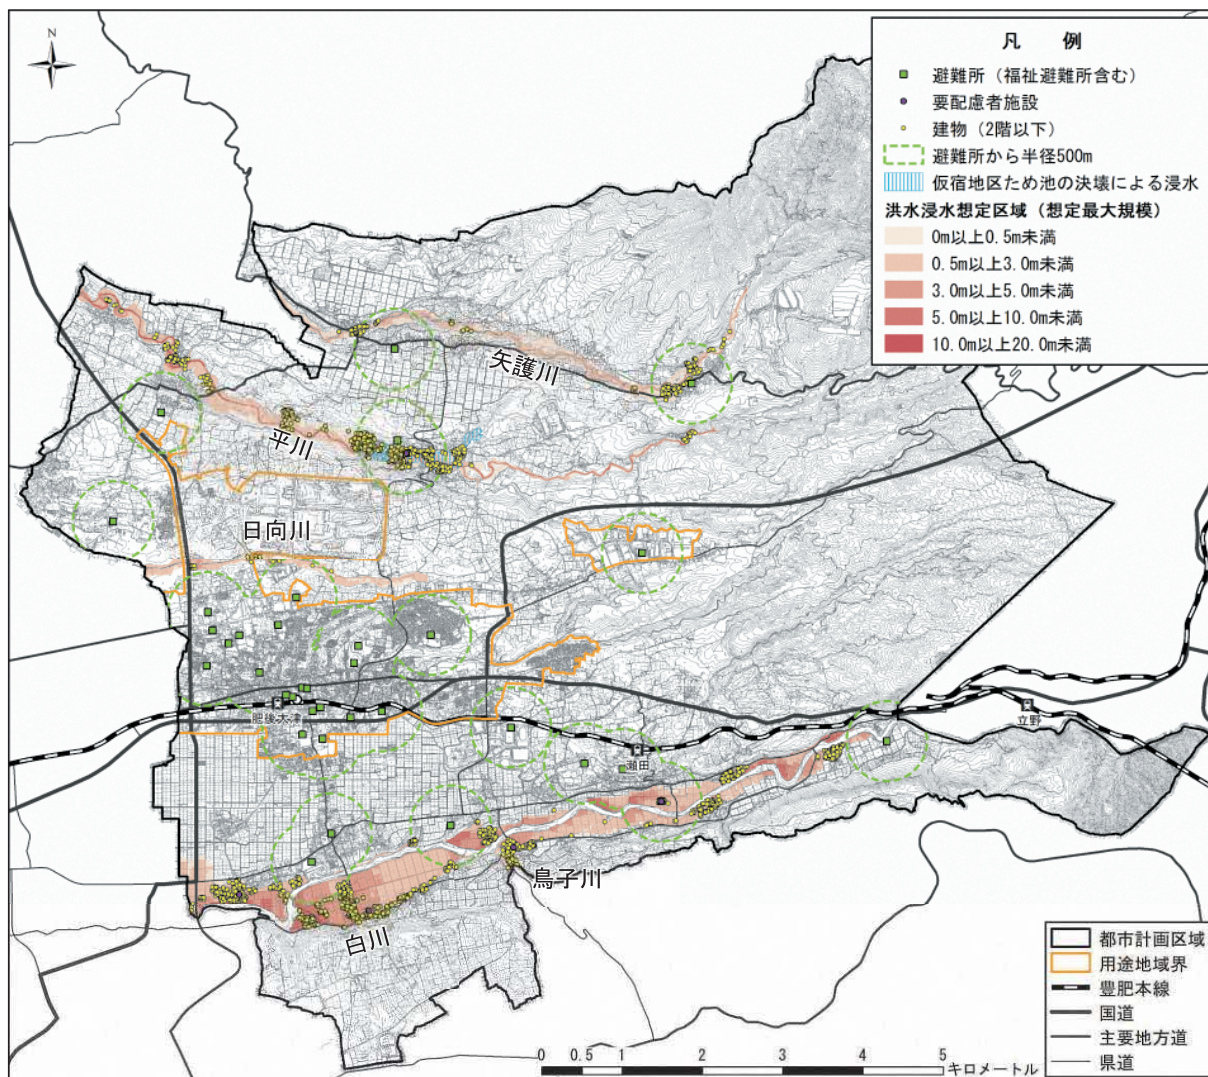 N
凡 例
避難所（福祉避難所含む）
要配慮者施設
建物（2階以下）
避難所から半径500m
仮宿地区ため池の決壊による浸水
洪水浸水想定区域（想定最大規模）
0m以上0.5m未満
0.5m以上3.0m未満
3.0m以上5.0m未満
5.0m以上10.0m未満
10.0m以上20.0m未満
矢護川
平川
日向川
肥後大津
瀬田
立野
鳥子川
白川
都市計画区域
用途地域界
豊肥本線
国道
主要地方道
県道
0 0.5 1 2 3 4 5
キロメートル